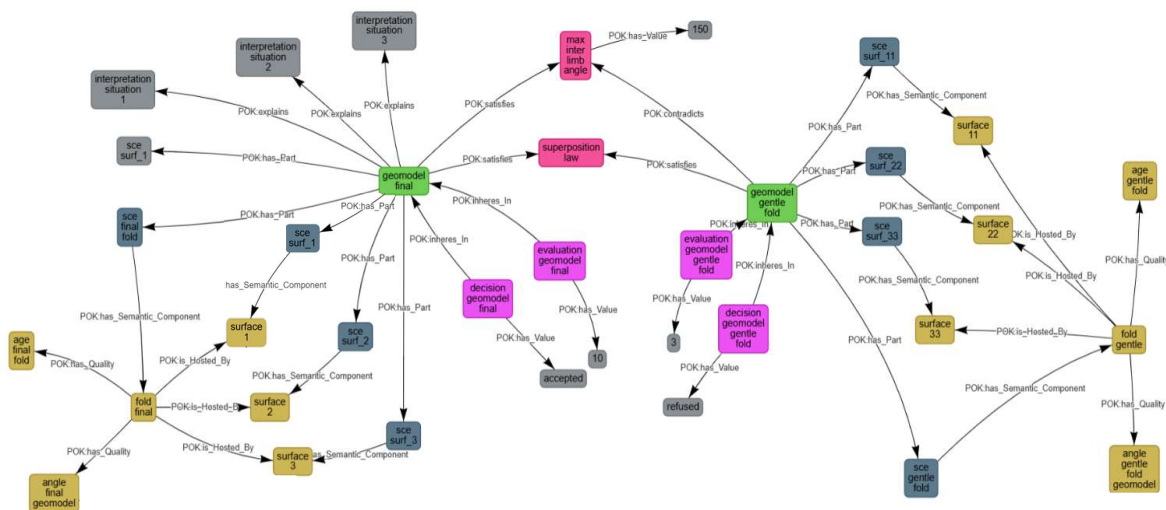 interpretation
situation
3
interpretation
situation
2
interpretation
situation
1
max
inter
limb
angle
POK:has_Value
150
sce
surf_11
POK:has_Semantic_Component
surface
11
POK:explains
POK:explains
POK:explains
POK:satisfies
POK:contradicts
POK:has_Part
sce
surf_1
POK:has_Part
POK:satisfies
superposition
law
POK:satisfies
geomodel
final
geomodel
gentle
fold
POK:has_Part
sce
surf_22
POK:has_Semantic_Component
surface
22
age
gentle
fold
sce
final
fold
POK:has_Part
sce
surf_1
POK:has_Part
POK:inheres_In
POK:inheres_In
evaluation
geomodel
final
decision
geomodel
final
evaluation
geomodel
gentle
fold
POK:inheres_In
POK:inheres_In
decision
geomodel
gentle
fold
POK:has_Part
sce
surf_33
POK:is_Hosted_By
POK:is_Hosted_By
POK:has_Quality
POK:has_Semantic_Component
surface
33
POK:is_Hosted_By
fold
gentle
POK:has_Part
has_Semantic_Component
POK:has_Part
POK:has_Value
POK:has_Value
POK:has_Value
3
POK:has_Value
refused
10
accepted
POK:has_Part
POK:has_Semantic_Component
POK:has_Quality
sce
gentle
fold
angle
gentle
fold
geomodel
POK:has_Semantic_Component
surface
1
sce
surf_2
age
final
fold
POK:has_Quality
POK:is_Hosted_By
POK:has_Semantic_Component
fold
final
POK:is_Hosted_By
surface
2
sce
surf_3
POK:has_Quality
POK:is_Hosted_By
surface
3
has_Semantic_Component
angle
final
geomodel